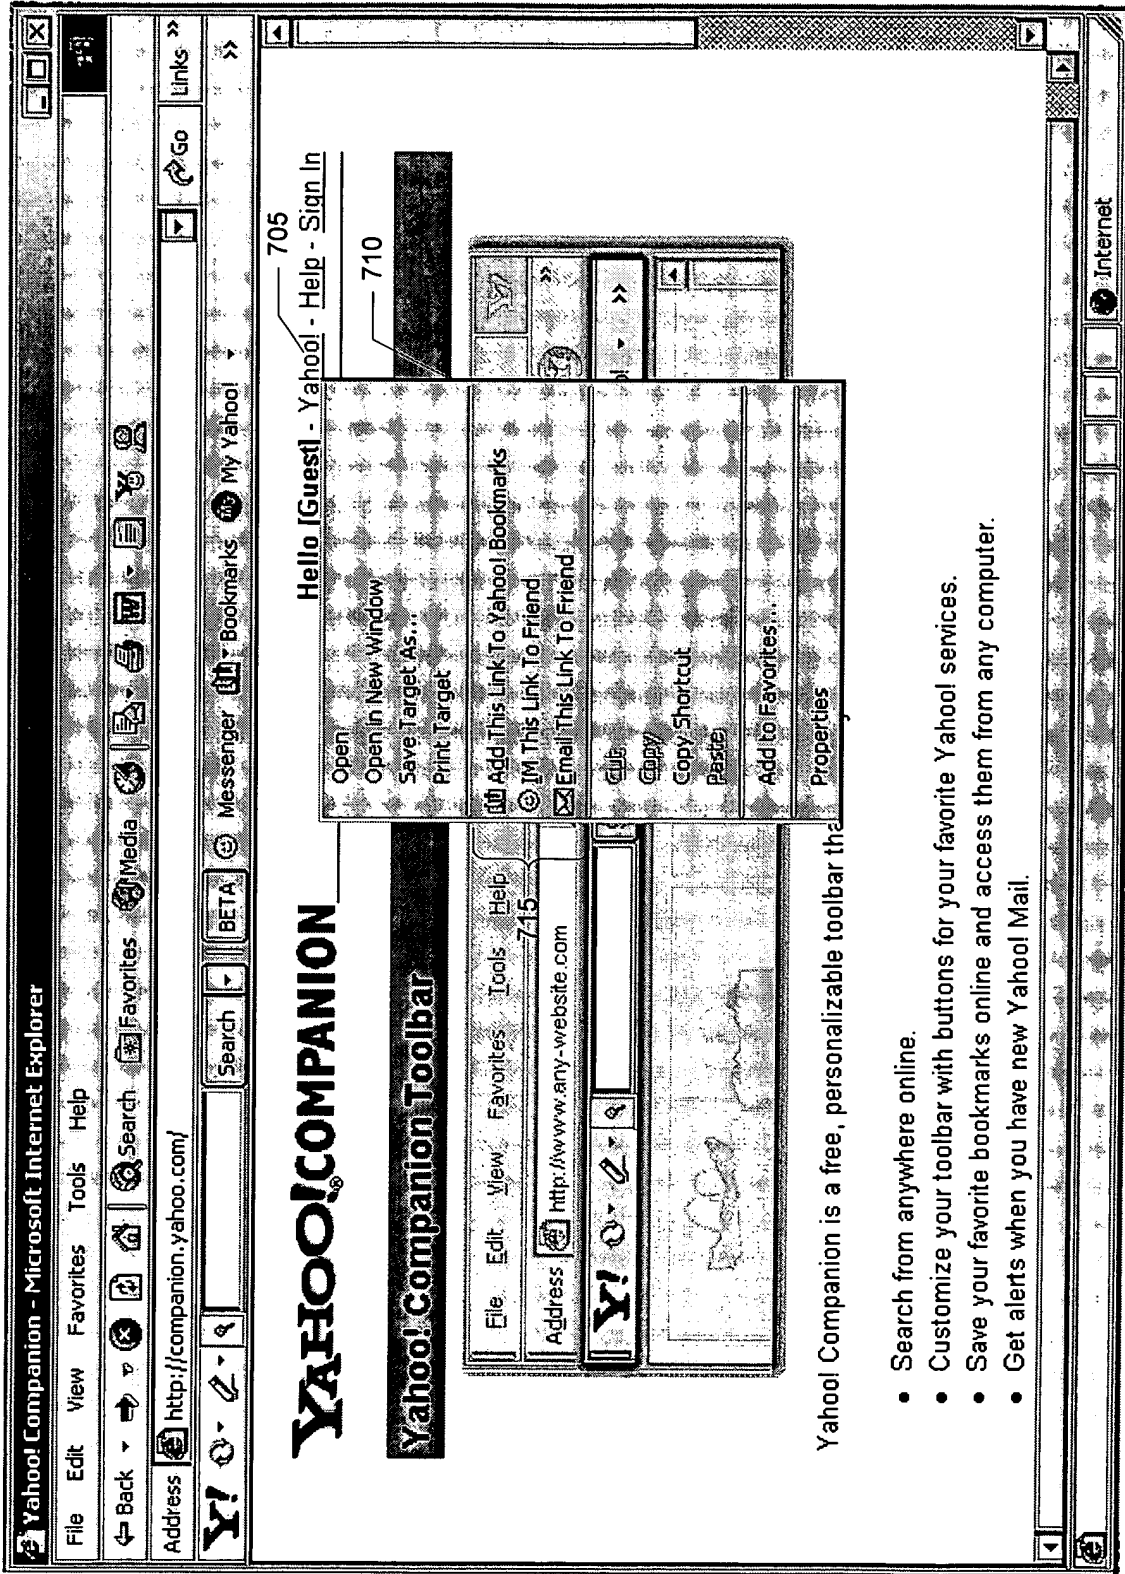 Yahoo! Companion - Microsoft Internet Explorer
File Edit View Favorites Tools Help
Back Search Favorites Media
Address http://companion.yahoo.com/ Go Links »
Y! Search BETA Messenger Bookmarks My Yahoo! »
YAHOO!® COMPANION
Hello [Guest] - Yahoo! - Help - Sign In
705
710
Yahoo! Companion Toolbar
File Edit View Favorites Tools Help
715
Address http://www.any-website.com
Y! »
Open
Open in New Window
Save Target As...
Print Target
Add This Link To Yahoo! Bookmarks
IM This Link To Friend
Email This Link To Friend
Cut
Copy
Copy Shortcut
Paste
Add to Favorites...
Properties
Yahoo! Companion is a free, personalizable toolbar tha
• Search from anywhere online.
• Customize your toolbar with buttons for your favorite Yahoo! services.
• Save your favorite bookmarks online and access them from any computer.
• Get alerts when you have new Yahoo! Mail.
Internet